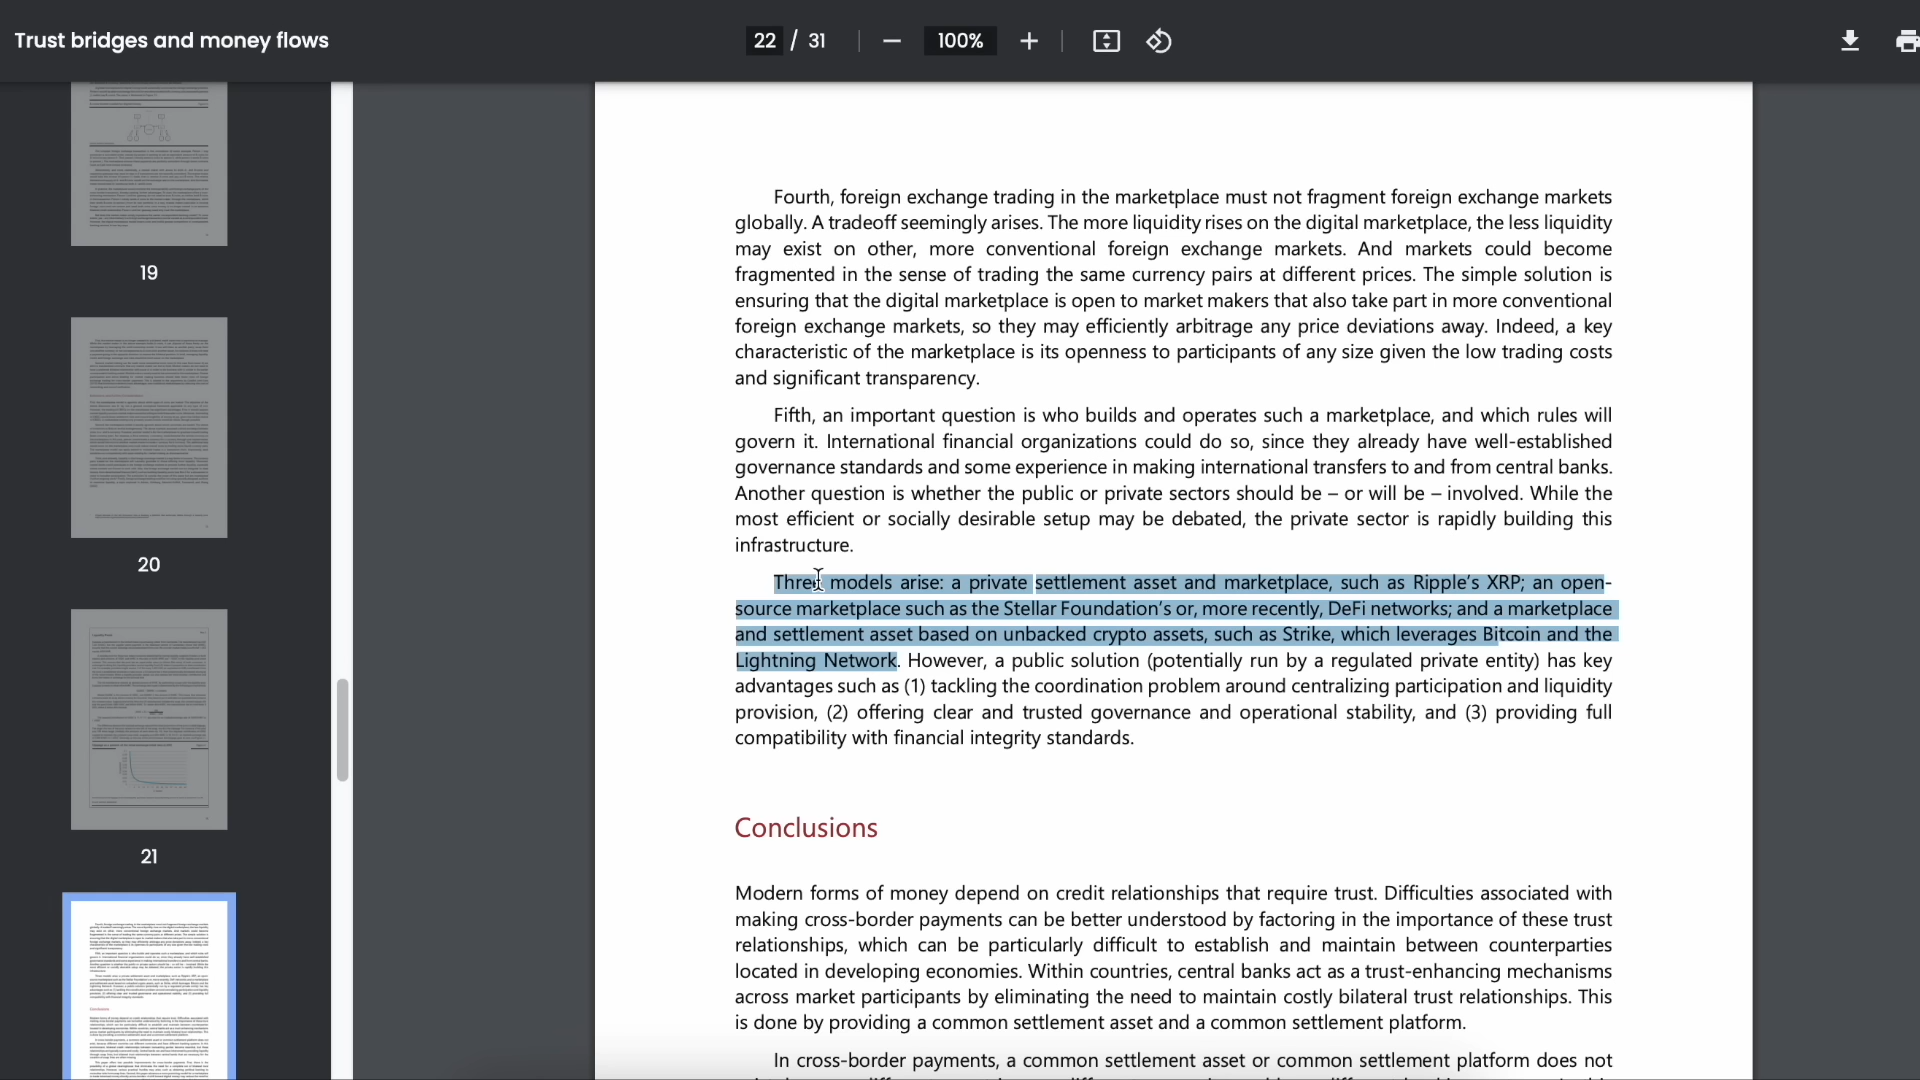 Trust bridges and money flows
22 / 31
100%
19
20
21
Fourth, foreign exchange trading in the marketplace must not fragment foreign exchange markets
globally. A tradeoff seemingly arises. The more liquidity rises on the digital marketplace, the less liquidity
may exist on other, more conventional foreign exchange markets. And markets could become
fragmented in the sense of trading the same currency pairs at different prices. The simple solution is
ensuring that the digital marketplace is open to market makers that also take part in more conventional
foreign exchange markets, so they may efficiently arbitrage any price deviations away. Indeed, a key
characteristic of the marketplace is its openness to participants of any size given the low trading costs
and significant transparency.
Fifth, an important question is who builds and operates such a marketplace, and which rules will
govern it. International financial organizations could do so, since they already have well-established
governance standards and some experience in making international transfers to and from central banks.
Another question is whether the public or private sectors should be – or will be – involved. While the
most efficient or socially desirable setup may be debated, the private sector is rapidly building this
infrastructure.
Three models arise: a private settlement asset and marketplace, such as Ripple’s XRP; an open-
source marketplace such as the Stellar Foundation’s or, more recently, DeFi networks; and a marketplace
and settlement asset based on unbacked crypto assets, such as Strike, which leverages Bitcoin and the
Lightning Network. However, a public solution (potentially run by a regulated private entity) has key
advantages such as (1) tackling the coordination problem around centralizing participation and liquidity
provision, (2) offering clear and trusted governance and operational stability, and (3) providing full
compatibility with financial integrity standards.
Conclusions
Modern forms of money depend on credit relationships that require trust. Difficulties associated with
making cross-border payments can be better understood by factoring in the importance of these trust
relationships, which can be particularly difficult to establish and maintain between counterparties
located in developing economies. Within countries, central banks act as a trust-enhancing mechanisms
across market participants by eliminating the need to maintain costly bilateral trust relationships. This
is done by providing a common settlement asset and a common settlement platform.
In cross-border payments, a common settlement asset or common settlement platform does not